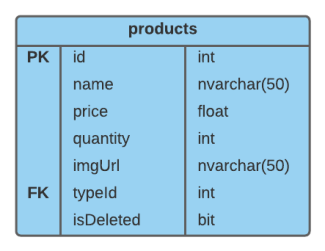 products
PK id int
name nvarchar(50)
price float
quantity int
imgUrl nvarchar(50)
FK typeId int
isDeleted bit